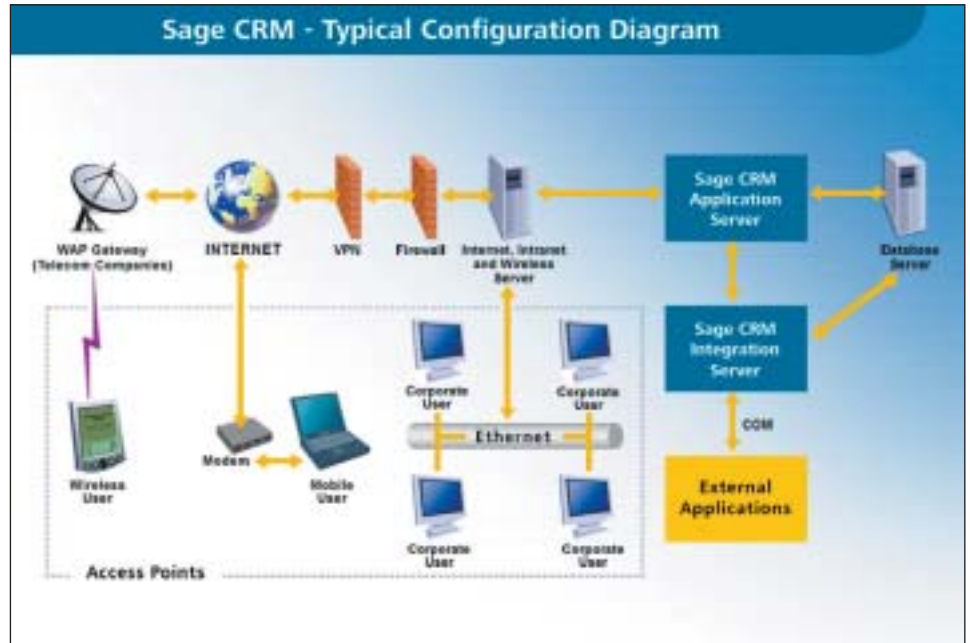 Sage CRM - Typical Configuration Diagram
WAP Gateway
(Telecom Companies)
INTERNET
VPN
Firewall
Internet, Intranet
and Wireless
Server
Sage CRM
Application
Server
Database
Server
Sage CRM
Integration
Server
COM
External
Applications
Wireless
User
Modem
Mobile
User
Corporate
User
Corporate
User
Ethernet
Corporate
User
Corporate
User
Access Points